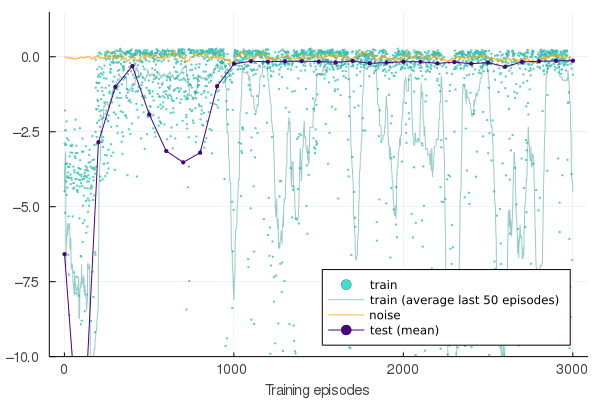 0.0
−2.5
−5.0
−7.5
−10.0
0
1000
2000
3000
Training episodes
train
train (average last 50 episodes)
noise
test (mean)